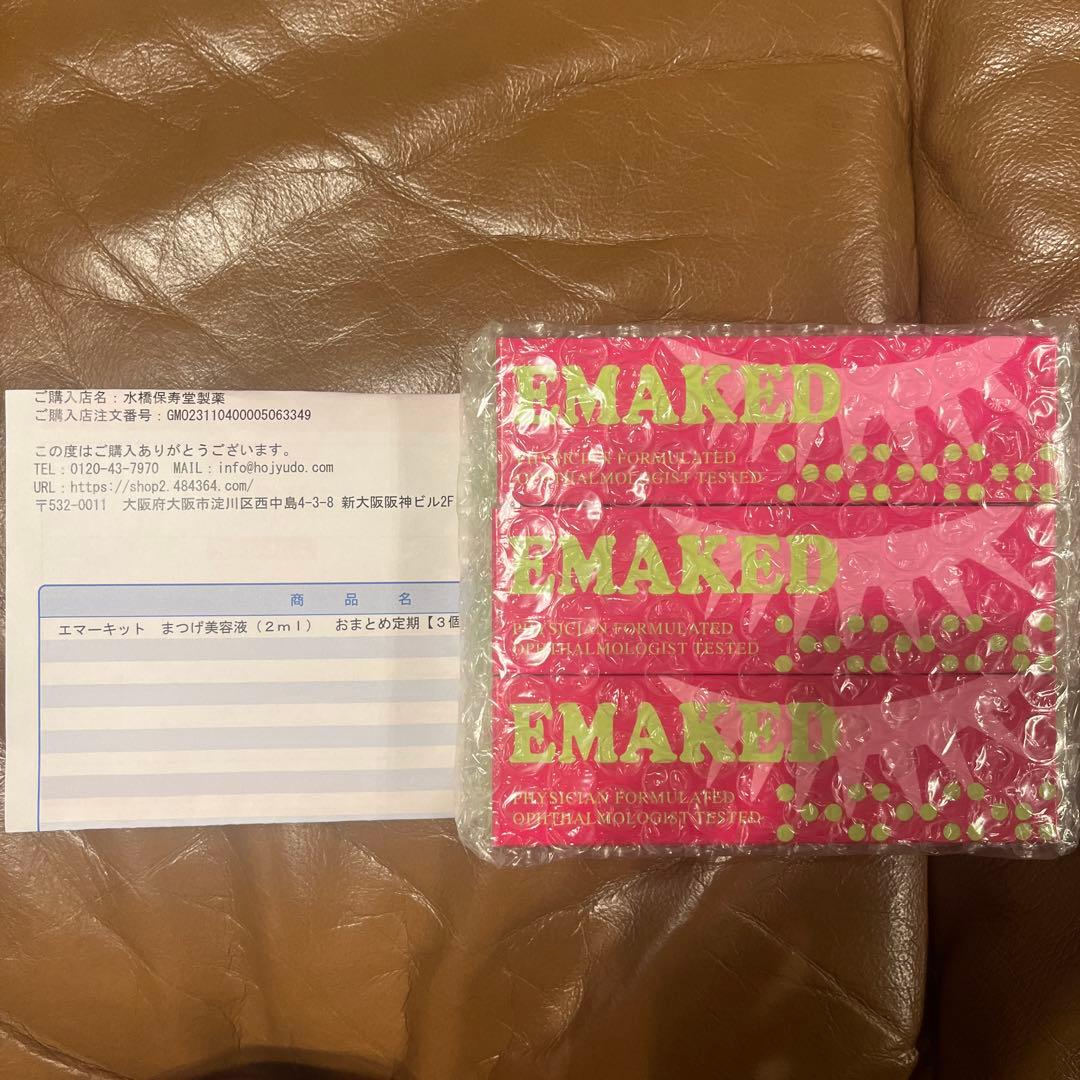 ご購入店名：水橋保寿堂製薬
ご購入店注文番号：GM023110400005063349
この度はご購入ありがとうございます。
TEL：0120-43-7970 MAIL：info@hojyudo.com
URL：https://shop2.484364.com/
〒532-0011 大阪府大阪市淀川区西中島4-3-8 新大阪阪神ビル2F
商 品 名
エマーキット まつげ美容液（2ml） おまとめ定期【3個
EMAKED
PHYSICIAN FORMULATED
OPHTHALMOLOGIST TESTED
EMAKED
PHYSICIAN FORMULATED
OPHTHALMOLOGIST TESTED
EMAKED
PHYSICIAN FORMULATED
OPHTHALMOLOGIST TESTED